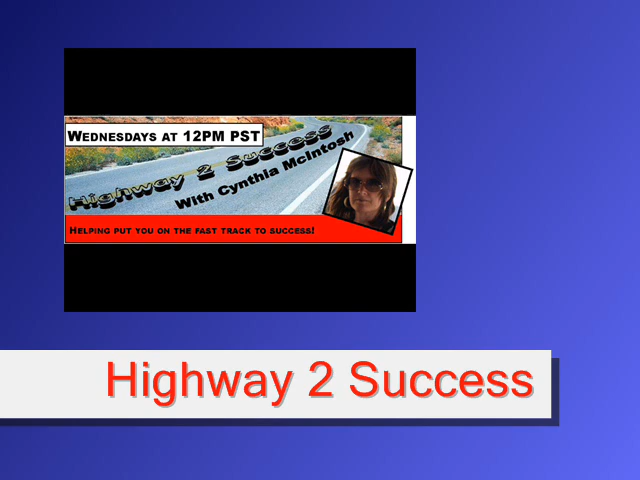 WEDNESDAYS AT 12PM PST
Highway 2 Success
With Cynthia McIntosh
HELPING PUT YOU ON THE FAST TRACK TO SUCCESS!
Highway 2 Success